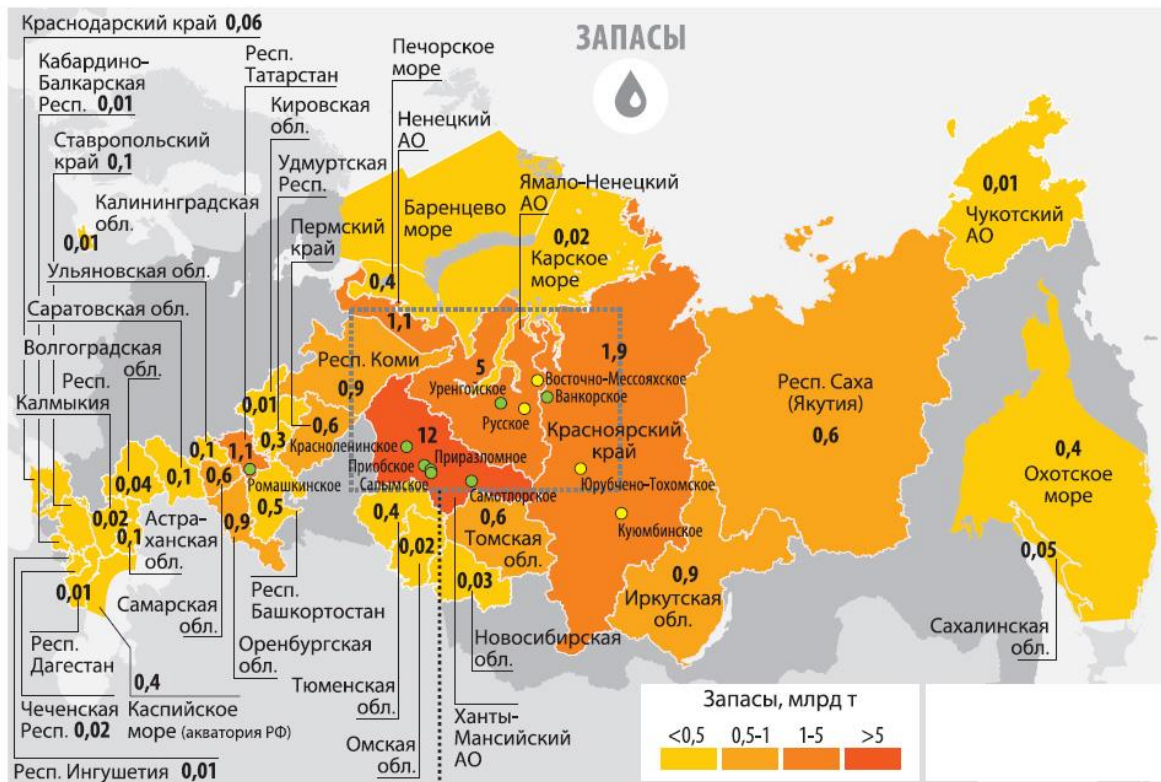 ЗАПАСЫ
Краснодарский край 0,06
Кабардино-
Балкарская
Респ. 0,01
Ставропольский
край 0,1
Калининградская
обл.
0,01
Ульяновская обл.
Саратовская обл.
Волгоградская
обл.
Респ.
Калмыкия
Респ.
Татарстан
Кировская
обл.
Удмуртская
Респ.
Пермский
край
Печорское
море
Ненецкий
АО
Ямало-Ненецкий
АО
Баренцево
море
0,02
Карское
море
0,01
Чукотский
АО
0,4
1,1
Респ. Коми
0,9
5
1,9
Восточно-Мессояхское
Уренгойское
Ванкорское
Русское
Красноярский
край
Респ. Саха
(Якутия)
0,6
0,4
Охотское
море
0,05
0,01
0,6
0,3
12
Красноленинское
Приразломное
Приобское
Салымское
Самотлорское
Юрубчено-Тохомское
Куюмбинское
0,1
1,1
0,04
0,1
0,6
Ромашкинское
0,5
0,9
0,02
0,1
Астра-
ханская
обл.
0,4
0,02
0,6
Томская
обл.
0,03
0,9
Иркутская
обл.
0,01
Респ.
Дагестан
Самарская
обл.
Респ.
Башкортостан
Оренбургская
обл.
Тюменская
обл.
Новосибирская
обл.
Сахалинская
обл.
0,4
Каспийское
море (акватория РФ)
Чеченская
Респ. 0,02
Омская
обл.
Ханты-
Мансийский
АО
Респ. Ингушетия 0,01
Запасы, млрд т
<0,5 0,5-1 1-5 >5